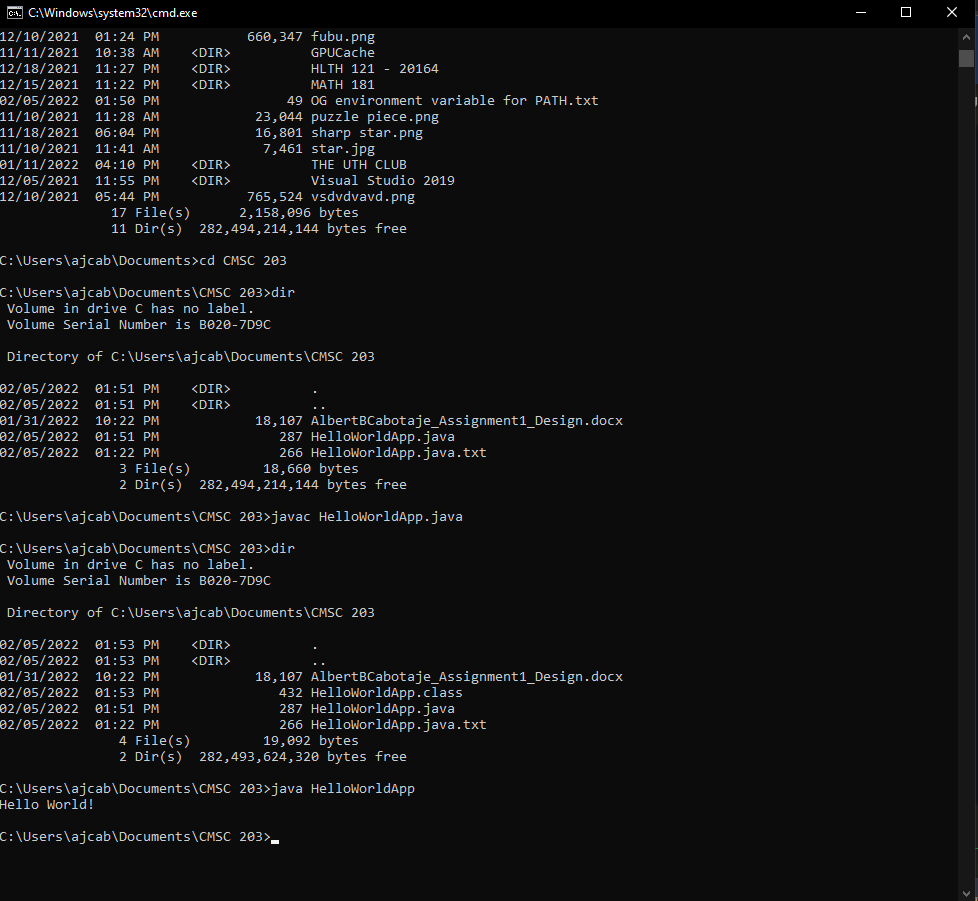 C:\Windows\system32\cmd.exe
12/10/2021  01:24 PM           660,347 fubu.png
11/11/2021  10:38 AM    <DIR>          GPUCache
12/18/2021  11:27 PM    <DIR>          HLTH 121 - 20164
12/15/2021  11:22 PM    <DIR>          MATH 181
02/05/2022  01:50 PM                49 OG environment variable for PATH.txt
11/10/2021  11:28 AM            23,044 puzzle piece.png
11/18/2021  06:04 PM            16,801 sharp star.png
11/10/2021  11:41 AM             7,461 star.jpg
01/11/2022  04:10 PM    <DIR>          THE UTH CLUB
12/05/2021  11:55 PM    <DIR>          Visual Studio 2019
12/10/2021  05:44 PM           765,524 vsdvdvavd.png
              17 File(s)      2,158,096 bytes
              11 Dir(s)  282,494,214,144 bytes free
C:\Users\ajcab\Documents>cd CMSC 203
C:\Users\ajcab\Documents\CMSC 203>dir
 Volume in drive C has no label.
 Volume Serial Number is B020-7D9C
 Directory of C:\Users\ajcab\Documents\CMSC 203
02/05/2022  01:51 PM    <DIR>          .
02/05/2022  01:51 PM    <DIR>          ..
01/31/2022  10:22 PM            18,107 AlbertBCabotaje_Assignment1_Design.docx
02/05/2022  01:51 PM               287 HelloWorldApp.java
02/05/2022  01:22 PM               266 HelloWorldApp.java.txt
               3 File(s)         18,660 bytes
               2 Dir(s)  282,494,214,144 bytes free
C:\Users\ajcab\Documents\CMSC 203>javac HelloWorldApp.java
C:\Users\ajcab\Documents\CMSC 203>dir
 Volume in drive C has no label.
 Volume Serial Number is B020-7D9C
 Directory of C:\Users\ajcab\Documents\CMSC 203
02/05/2022  01:53 PM    <DIR>          .
02/05/2022  01:53 PM    <DIR>          ..
01/31/2022  10:22 PM            18,107 AlbertBCabotaje_Assignment1_Design.docx
02/05/2022  01:53 PM               432 HelloWorldApp.class
02/05/2022  01:51 PM               287 HelloWorldApp.java
02/05/2022  01:22 PM               266 HelloWorldApp.java.txt
               4 File(s)         19,092 bytes
               2 Dir(s)  282,493,624,320 bytes free
C:\Users\ajcab\Documents\CMSC 203>java HelloWorldApp
Hello World!
C:\Users\ajcab\Documents\CMSC 203>